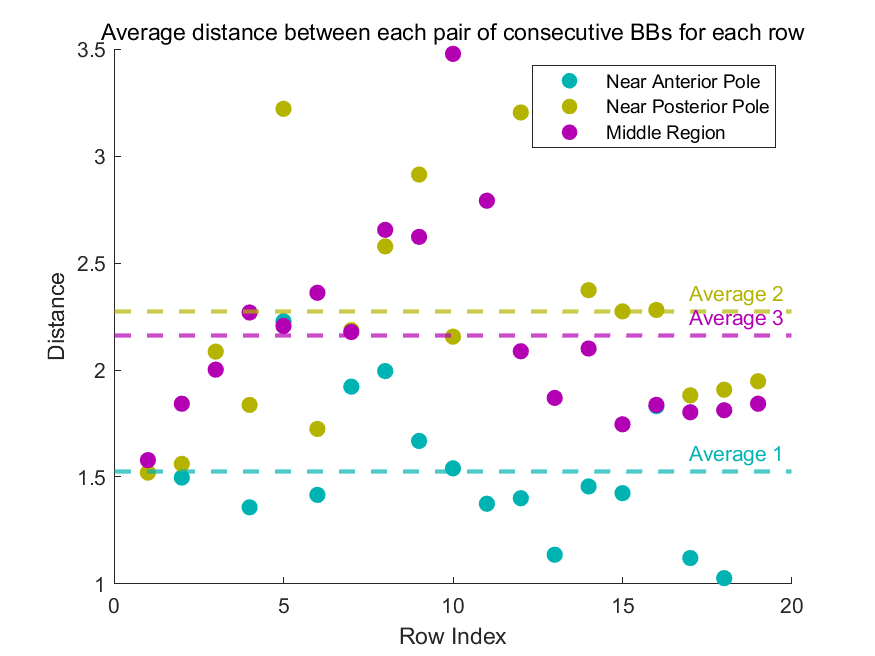 Average distance between each pair of consecutive BBs for each row
3.5
3
2.5
2
1.5
1
Distance
Near Anterior Pole
Near Posterior Pole
Middle Region
Average 2
Average 3
Average 1
0
5
10
15
20
Row Index